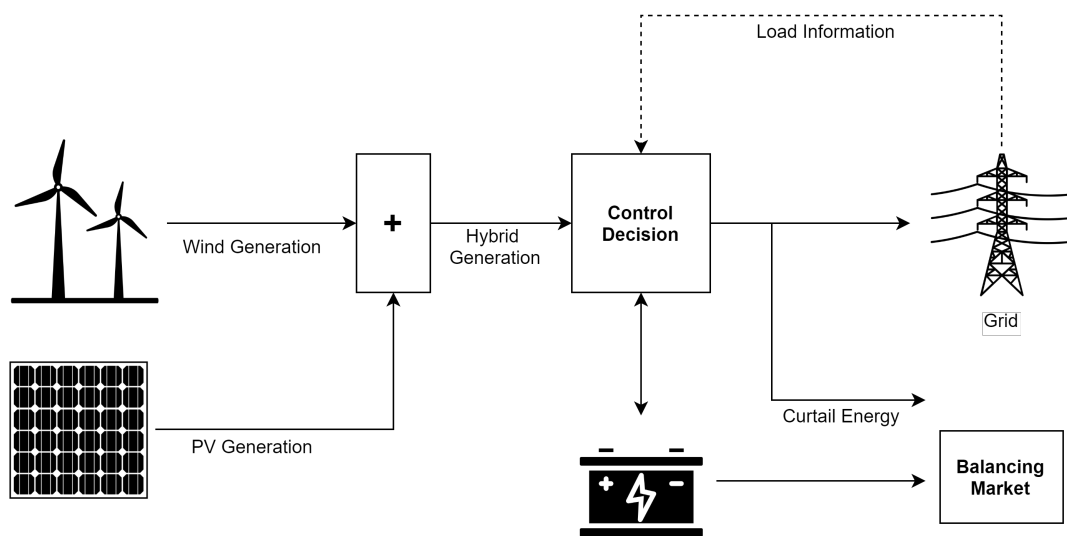 Load Information
Wind Generation
+
Hybrid
Generation
Control
Decision
Grid
PV Generation
Curtail Energy
+ -
Balancing
Market